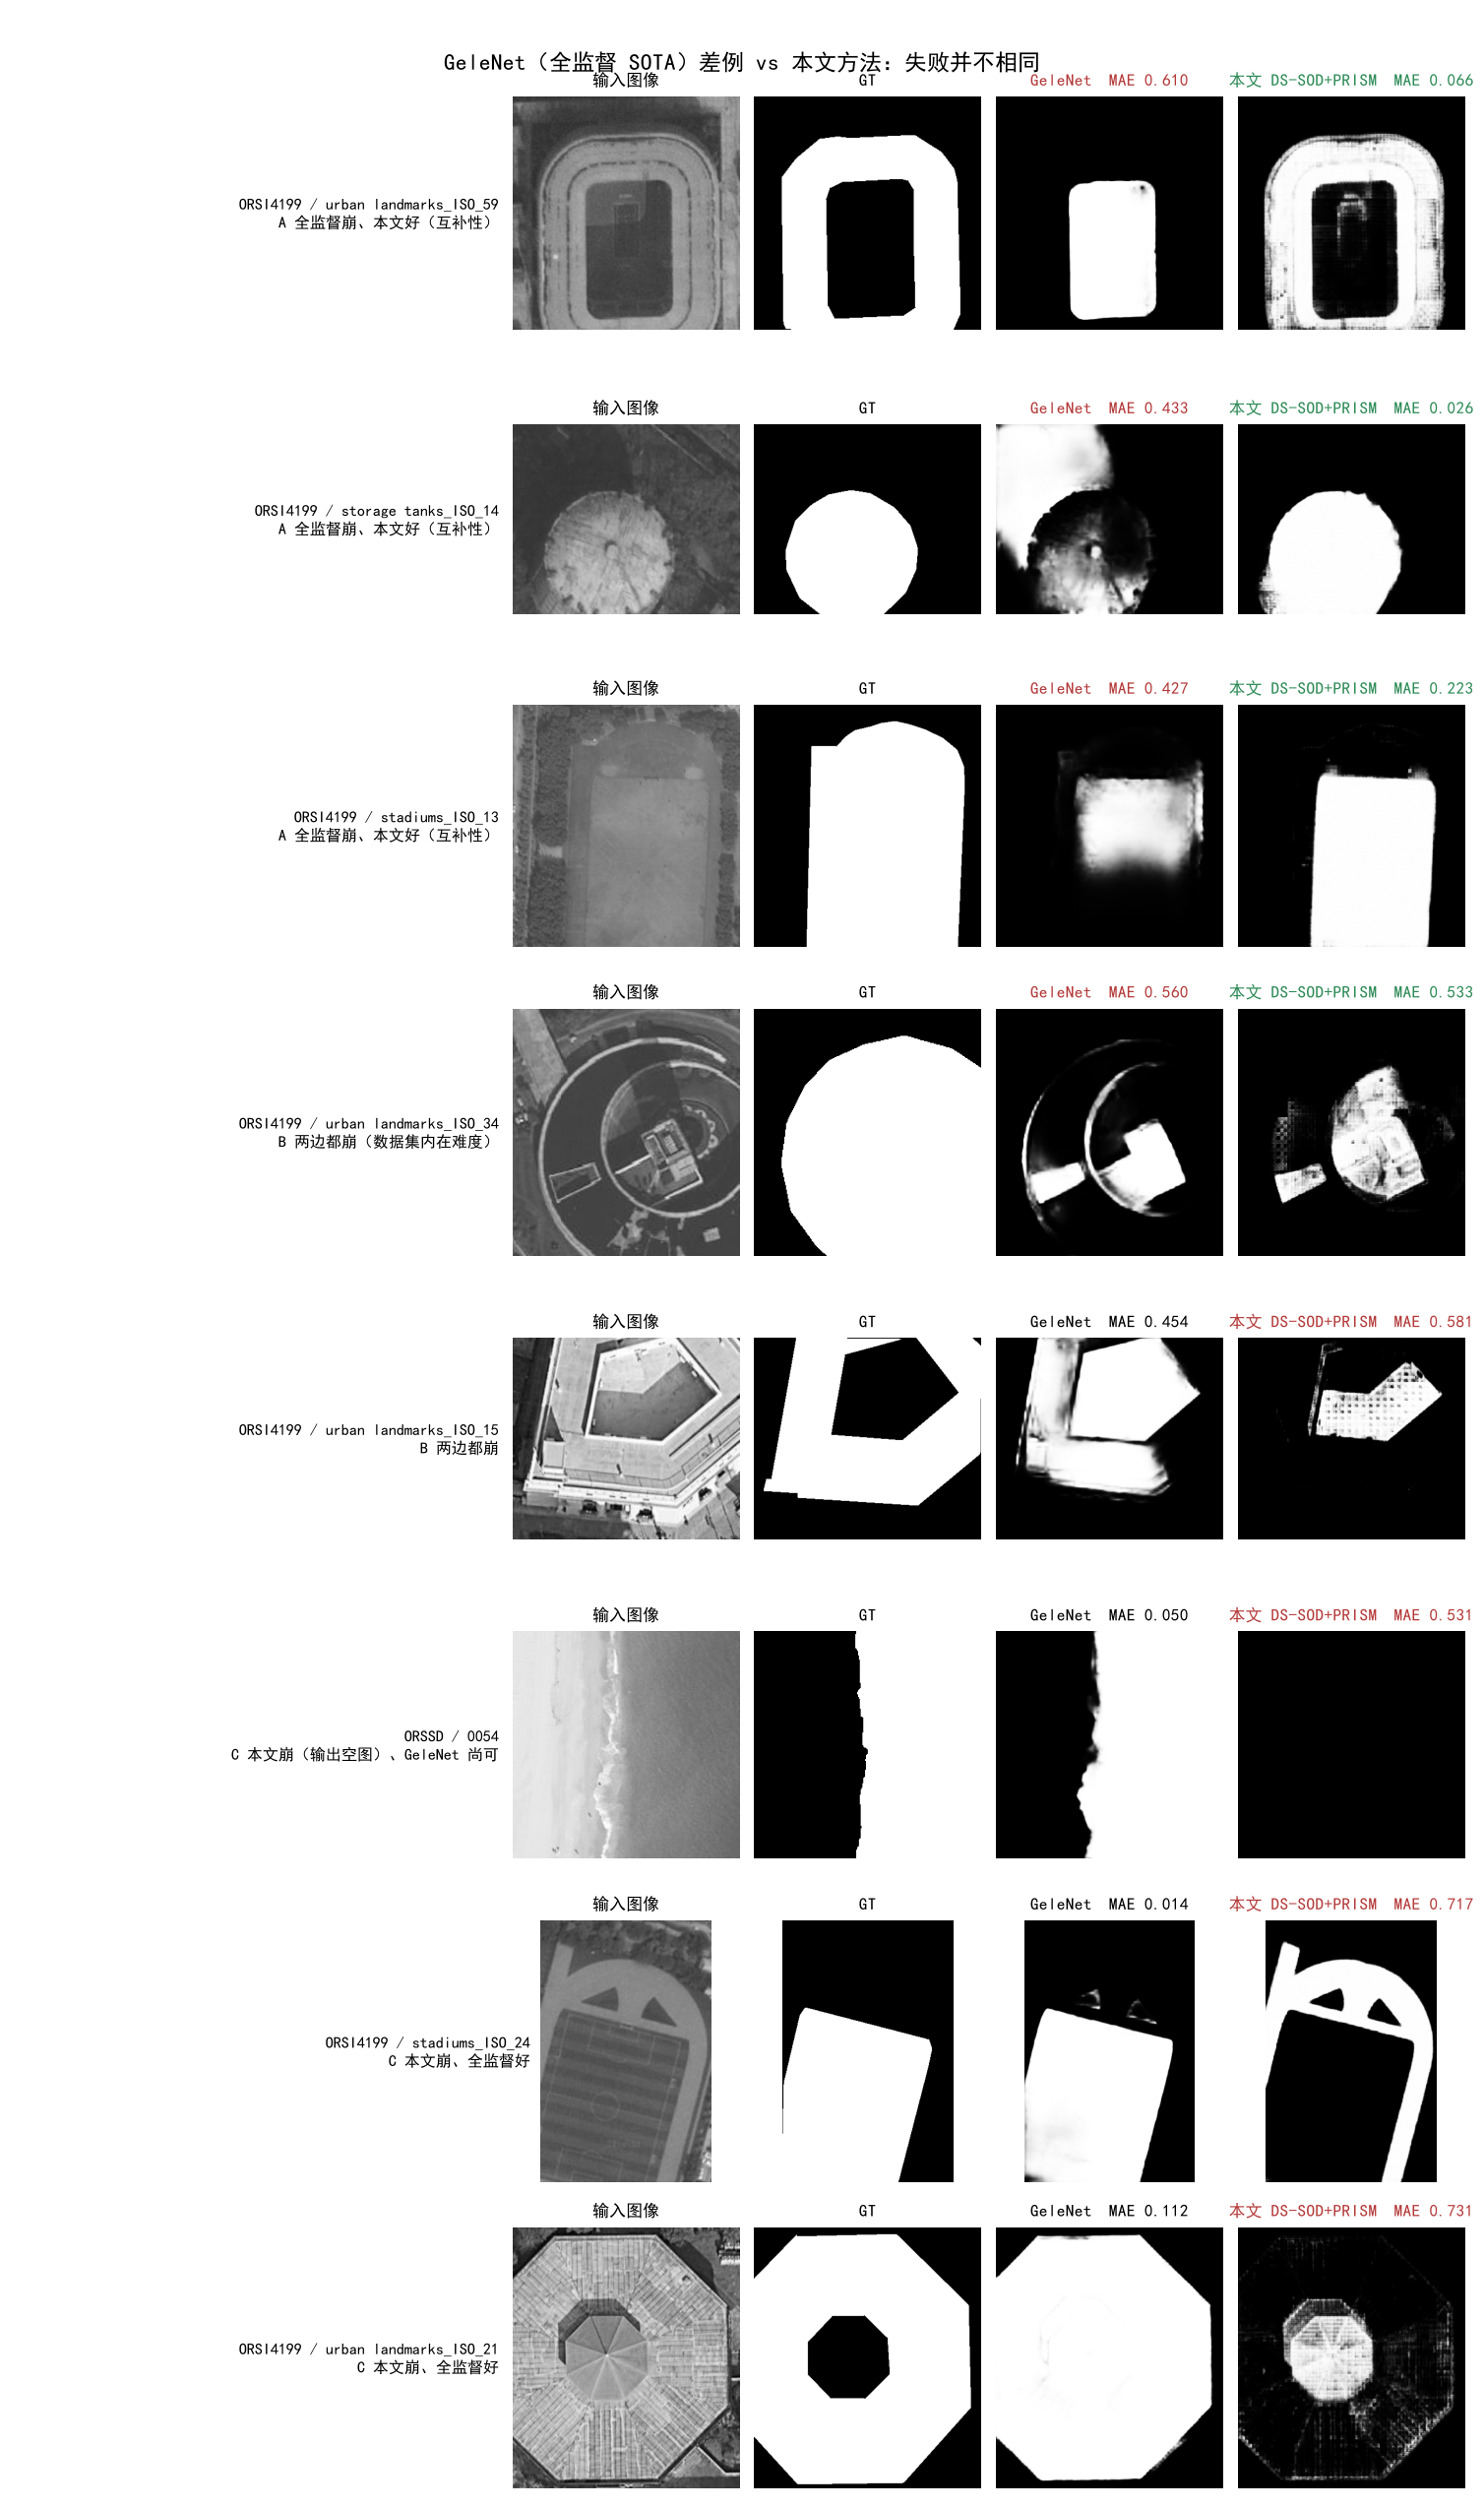 GeleNet（全监督 SOTA）差例 vs 本文方法：失败并不相同
输入图像 GT GeleNet MAE 0.610 本文 DS-SOD+PRISM MAE 0.066
ORSI4199 / urban landmarks_ISO_59
A 全监督崩、本文好（互补性）
输入图像 GT GeleNet MAE 0.433 本文 DS-SOD+PRISM MAE 0.026
ORSI4199 / storage tanks_ISO_14
A 全监督崩、本文好（互补性）
输入图像 GT GeleNet MAE 0.427 本文 DS-SOD+PRISM MAE 0.223
ORSI4199 / stadiums_ISO_13
A 全监督崩、本文好（互补性）
输入图像 GT GeleNet MAE 0.560 本文 DS-SOD+PRISM MAE 0.533
ORSI4199 / urban landmarks_ISO_34
B 两边都崩（数据集内在难度）
输入图像 GT GeleNet MAE 0.454 本文 DS-SOD+PRISM MAE 0.581
ORSI4199 / urban landmarks_ISO_15
B 两边都崩
输入图像 GT GeleNet MAE 0.050 本文 DS-SOD+PRISM MAE 0.531
ORSSD / 0054
C 本文崩（输出空图）、GeleNet 尚可
输入图像 GT GeleNet MAE 0.014 本文 DS-SOD+PRISM MAE 0.717
ORSI4199 / stadiums_ISO_24
C 本文崩、全监督好
输入图像 GT GeleNet MAE 0.112 本文 DS-SOD+PRISM MAE 0.731
ORSI4199 / urban landmarks_ISO_21
C 本文崩、全监督好